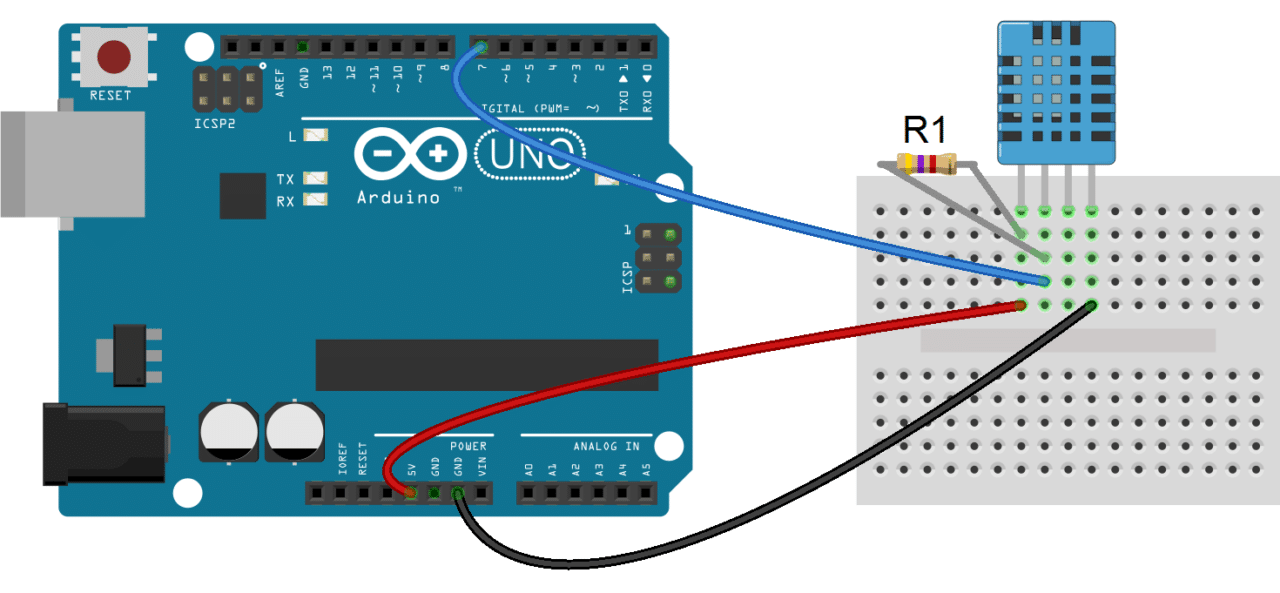 R1
RESET
ICSP2
AREF
GND
13
12
~11
~10
~9
8
7
~6
~5
4
~3
2
TX0 ▶ 1
RX0 ◀ 0
IGITAL (PWM= ~)
L
TX
RX
UNO
Arduino™
1
ICSP
POWER
ANALOG IN
IOREF
RESET
5V
GND
GND
VIN
A0
A1
A2
A3
A4
A5